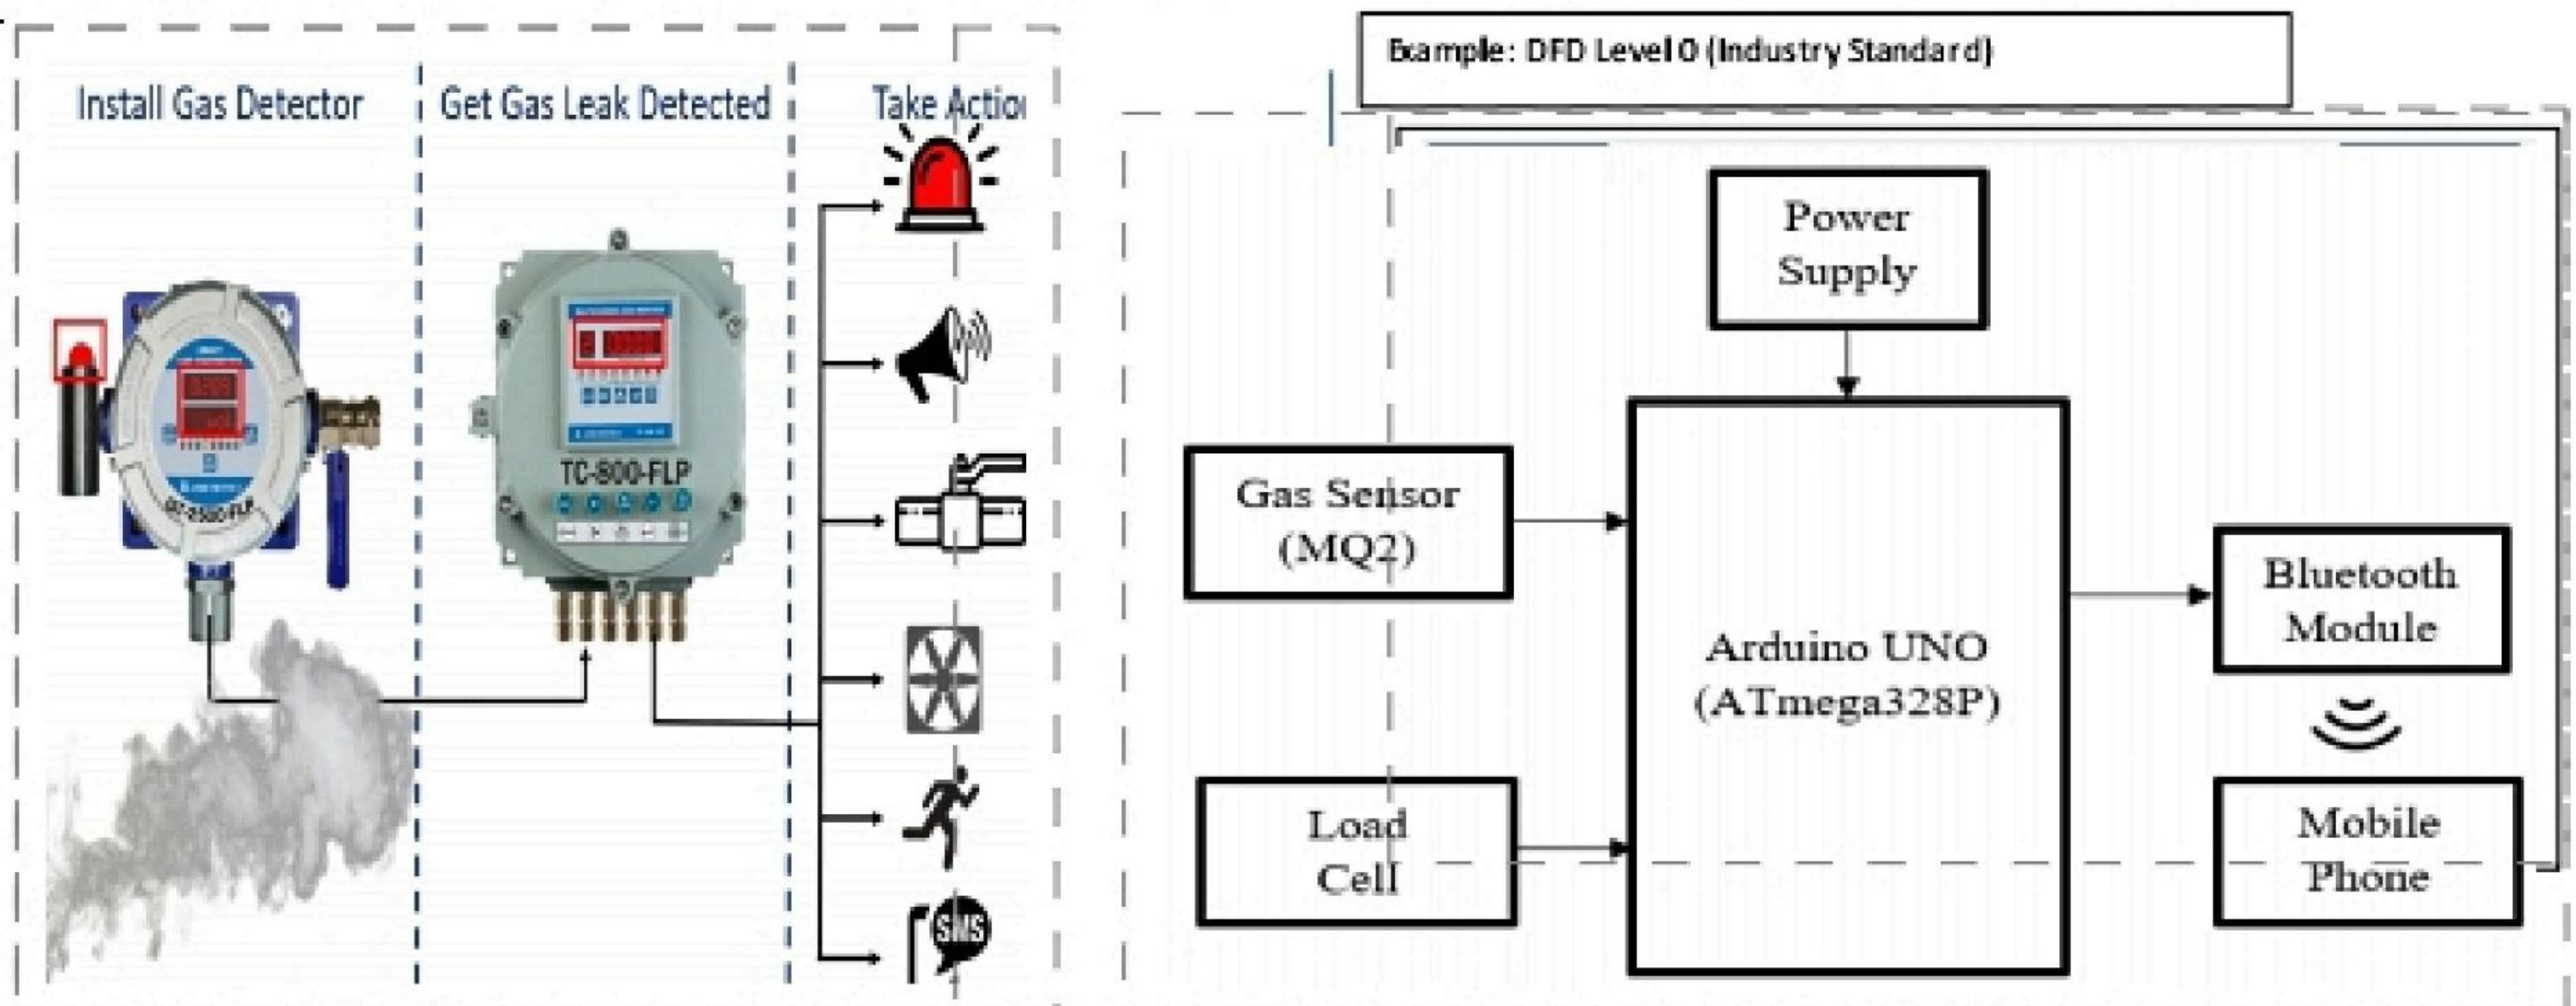 Install Gas Detector
Get Gas Leak Detected
Take Action
TC-800-FLP
SMS
Example: DFD Level 0 (Industry Standard)
Power
Supply
Gas Sensor
(MQ2)
Load
Cell
Arduino UNO
(ATmega328P)
Bluetooth
Module
Mobile
Phone